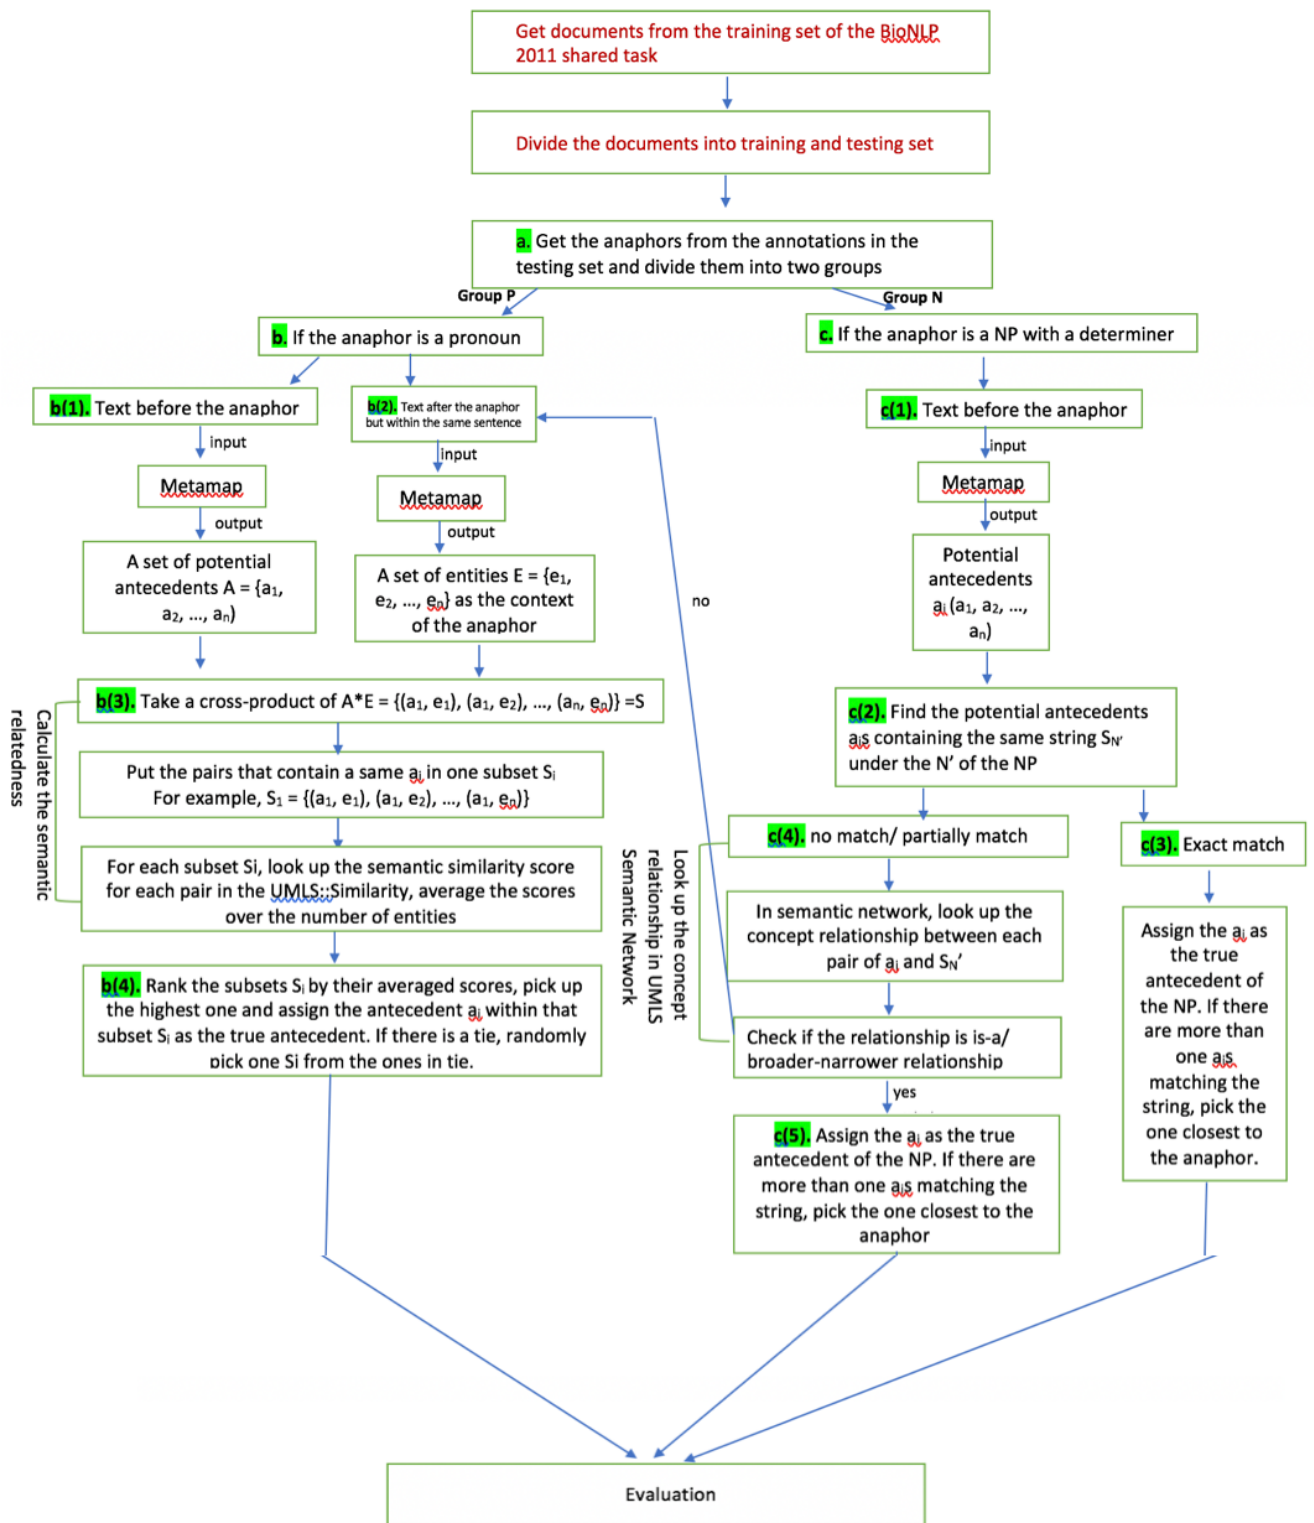 Get documents from the training set of the BioNLP
2011 shared task
Divide the documents into training and testing set
a. Get the anaphors from the annotations in the
testing set and divide them into two groups
Group P
Group N
b. If the anaphor is a pronoun
c. If the anaphor is a NP with a determiner
b(1). Text before the anaphor
b(2). Text after the anaphor
but within the same sentence
c(1). Text before the anaphor
input
input
input
Metamap
Metamap
Metamap
output
output
output
A set of potential
antecedents A = {a₁,
a₂, ..., aₙ)
A set of entities E = {e₁,
e₂, ..., eₙ} as the context
of the anaphor
Potential
antecedents
aᵢ (a₁, a₂, ...,
aₙ)
no
b(3). Take a cross-product of A*E = {(a₁, e₁), (a₁, e₂), ..., (aₙ, eₙ)} =S
Put the pairs that contain a same aᵢ in one subset Sᵢ
For example, S₁ = {(a₁, e₁), (a₁, e₂), ..., (a₁, eₙ)}
For each subset Si, look up the semantic similarity score
for each pair in the UMLS::Similarity, average the scores
over the number of entities
Calculate the semantic
relatedness
b(4). Rank the subsets Sᵢ by their averaged scores, pick up
the highest one and assign the antecedent aᵢ within that
subset Sᵢ as the true antecedent. If there is a tie, randomly
pick one Si from the ones in tie.
c(2). Find the potential antecedents
aᵢs containing the same string S_N'
under the N' of the NP
c(4). no match/ partially match
c(3). Exact match
Look up the concept
relationship in UMLS
Semantic Network
In semantic network, look up the
concept relationship between each
pair of aᵢ and S_N'
Check if the relationship is is-a/
broader-narrower relationship
yes
c(5). Assign the aᵢ as the true
antecedent of the NP. If there are
more than one aᵢs matching the
string, pick the one closest to the
anaphor
Assign the aᵢ as
the true
antecedent of
the NP. If there
are more than
one aᵢs
matching the
string, pick the
one closest to
the anaphor.
Evaluation